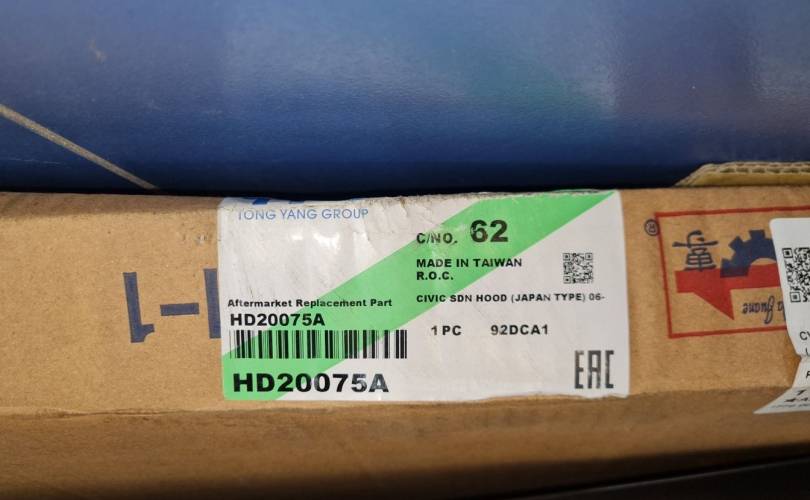 TONG YANG GROUP
C/NO. 62
MADE IN TAIWAN
R.O.C.
Aftermarket Replacement Part
CIVIC SDN HOOD (JAPAN TYPE) 06-
HD20075A
1 PC 92DCA1
HD20075A
EAC
®